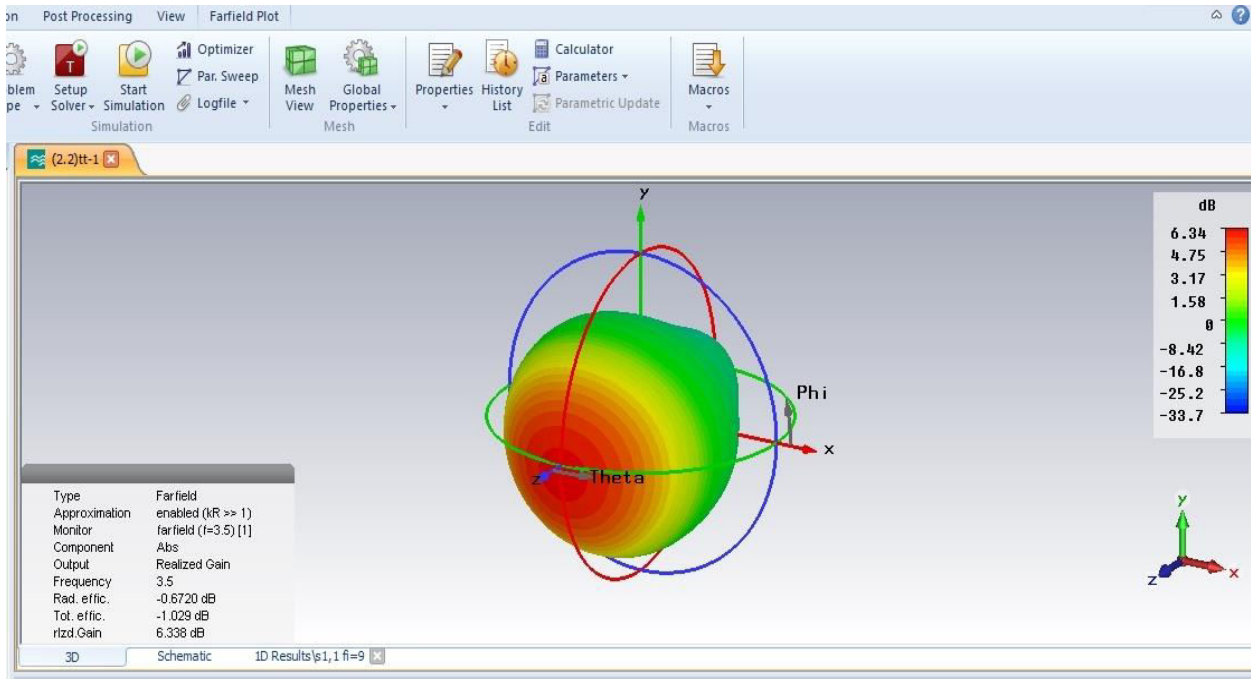 on Post Processing View Farfield Plot
blem pe
Setup Solver
Start Simulation
Optimizer
Par. Sweep
Logfile
Simulation
Mesh View
Global Properties
Mesh
Properties
History List
Calculator
Parameters
Parametric Update
Edit
Macros
Macros
(2.2)tt-1
y
Phi
x
z
Theta
dB
6.34
4.75
3.17
1.58
0
-8.42
-16.8
-25.2
-33.7
Type Farfield
Approximation enabled (kR >> 1)
Monitor farfield (f=3.5) [1]
Component Abs
Output Realized Gain
Frequency 3.5
Rad. effic. -0.6720 dB
Tot. effic. -1.029 dB
rlzd.Gain 6.338 dB
y
z
x
3D Schematic 1D Results\s1,1 fi=9